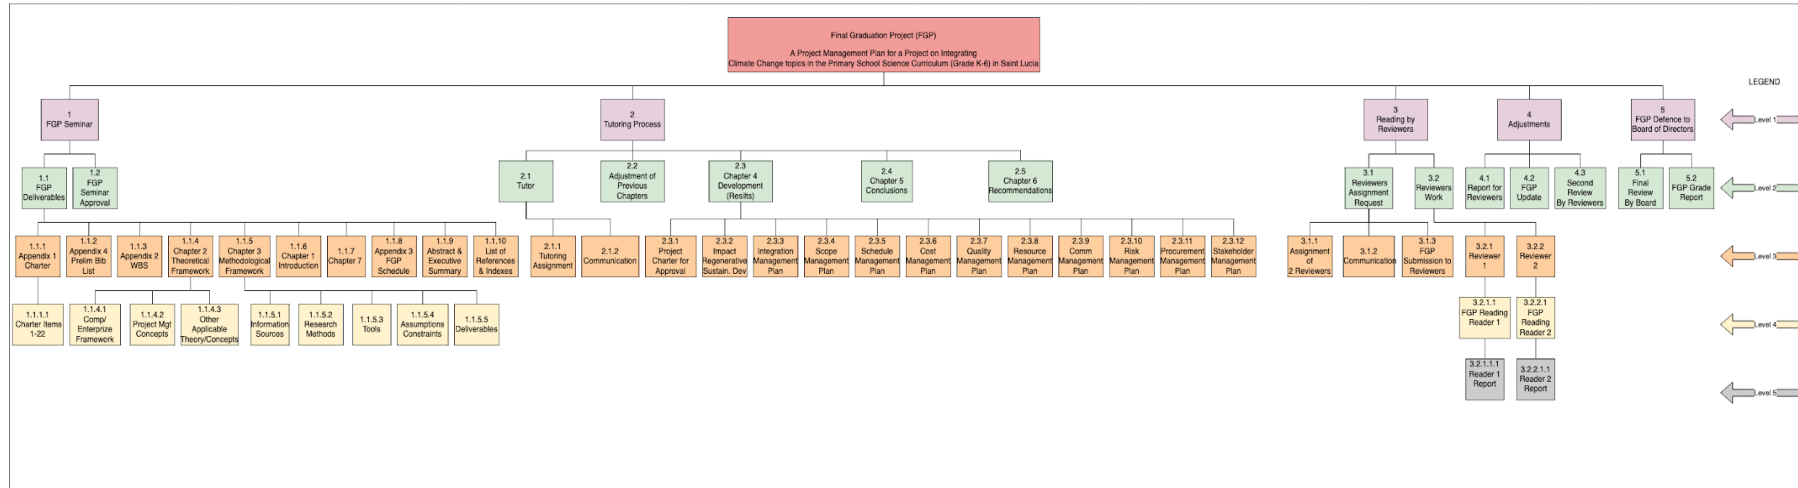 Final Graduation Project (FGP)
A Project Management Plan for a Project on Integrating
Climate Change topics in the Primary School Science Curriculum (Grade K-6) in Saint Lucia
LEGEND
1
FGP Seminar
2
Tutoring Process
3
Reading by
Reviewers
4
Adjustments
5
FGP Defence to
Board of Directors
Level 1
1.1
FGP
Deliverables
1.2
FGP
Seminar
Approval
2.1
Tutor
2.2
Adjustment of
Previous
Chapters
2.3
Chapter 4
Development
(Resilts)
2.4
Chapter 5
Conclusions
2.5
Chapter 6
Recommendations
3.1
Reviewers
Assignment
Request
3.2
Reviewers
Work
4.1
Report for
Reviewers
4.2
FGP
Update
4.3
Second
Review
By Reviewers
5.1
Final
Review
By Board
5.2
FGP Grade
Report
Level 2
1.1.1
Appendix 1
Charter
1.1.2
Appendix 4
Prelim Bib
List
1.1.3
Appendix 2
WBS
1.1.4
Chapter 2
Theoretical
Framework
1.1.5
Chapter 3
Methodological
Framework
1.1.6
Chapter 1
Introduction
1.1.7
Chapter 7
1.1.8
Appendix 3
FGP
Schedule
1.1.9
Abstract &
Executive
Summary
1.1.10
List of
References
& Indexes
2.1.1
Tutoring
Assignment
2.1.2
Communication
2.3.1
Project
Charter for
Approval
2.3.2
Impact
Regenerative
Sustain. Dev
2.3.3
Integration
Management
Plan
2.3.4
Scope
Management
Plan
2.3.5
Schedule
Management
Plan
2.3.6
Cost
Management
Plan
2.3.7
Quality
Management
Plan
2.3.8
Resource
Management
Plan
2.3.9
Comm
Management
Plan
2.3.10
Risk
Management
Plan
2.3.11
Procurement
Management
Plan
2.3.12
Stakeholder
Management
Plan
3.1.1
Assignment
of
2 Reviewers
3.1.2
Communication
3.1.3
FGP
Submission to
Reviewers
3.2.1
Reviewer
1
3.2.2
Reviewer
2
Level 3
1.1.1.1
Charter Items
1-22
1.1.4.1
Comp/
Enterprize
Framework
1.1.4.2
Project Mgt
Concepts
1.1.4.3
Other
Applicable
Theory/Concepts
1.1.5.1
Information
Sources
1.1.5.2
Research
Methods
1.1.5.3
Tools
1.1.5.4
Assumptions
Constraints
1.1.5.5
Deliverables
3.2.1.1
FGP Reading
Reader 1
3.2.2.1
FGP
Reading
Reader 2
Level 4
3.2.1.1.1
Reader 1
Report
3.2.2.1.1
Reader 2
Report
Level 5